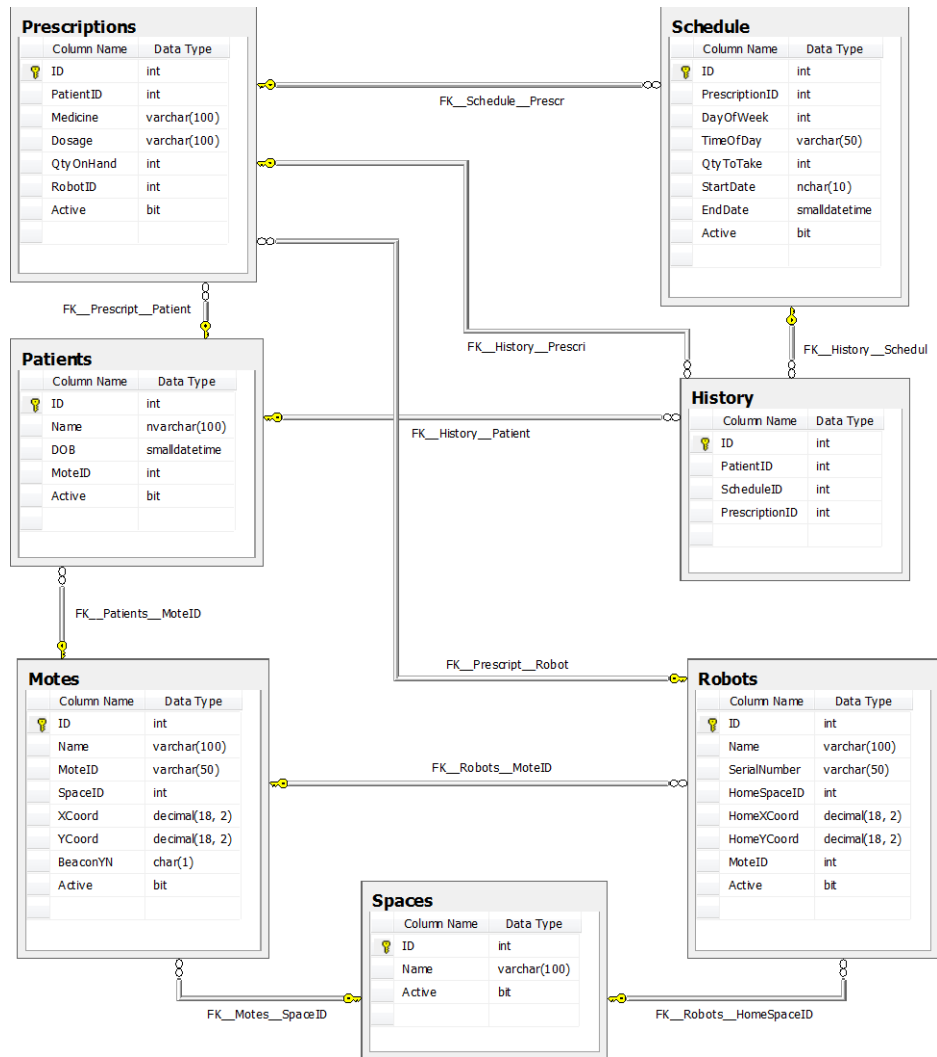 Prescriptions
Column Name Data Type
ID int
PatientID int
Medicine varchar(100)
Dosage varchar(100)
QtyOnHand int
RobotID int
Active bit
Schedule
Column Name Data Type
ID int
PrescriptionID int
DayOfWeek int
TimeOfDay varchar(50)
QtyToTake int
StartDate nchar(10)
EndDate smalldatetime
Active bit
FK__Schedule__Prescr
FK__Prescript__Patient
FK__History__Prescri
FK__History__Schedul
Patients
Column Name Data Type
ID int
Name nvarchar(100)
DOB smalldatetime
MoteID int
Active bit
FK__History__Patient
History
Column Name Data Type
ID int
PatientID int
ScheduleID int
PrescriptionID int
FK__Patients__MoteID
FK__Prescript__Robot
Motes
Column Name Data Type
ID int
Name varchar(100)
MoteID varchar(50)
SpaceID int
XCoord decimal(18, 2)
YCoord decimal(18, 2)
BeaconYN char(1)
Active bit
FK__Robots__MoteID
Robots
Column Name Data Type
ID int
Name varchar(100)
SerialNumber varchar(50)
HomeSpaceID int
HomeXCoord decimal(18, 2)
HomeYCoord decimal(18, 2)
MoteID int
Active bit
Spaces
Column Name Data Type
ID int
Name varchar(100)
Active bit
FK__Motes__SpaceID
FK__Robots__HomeSpaceID